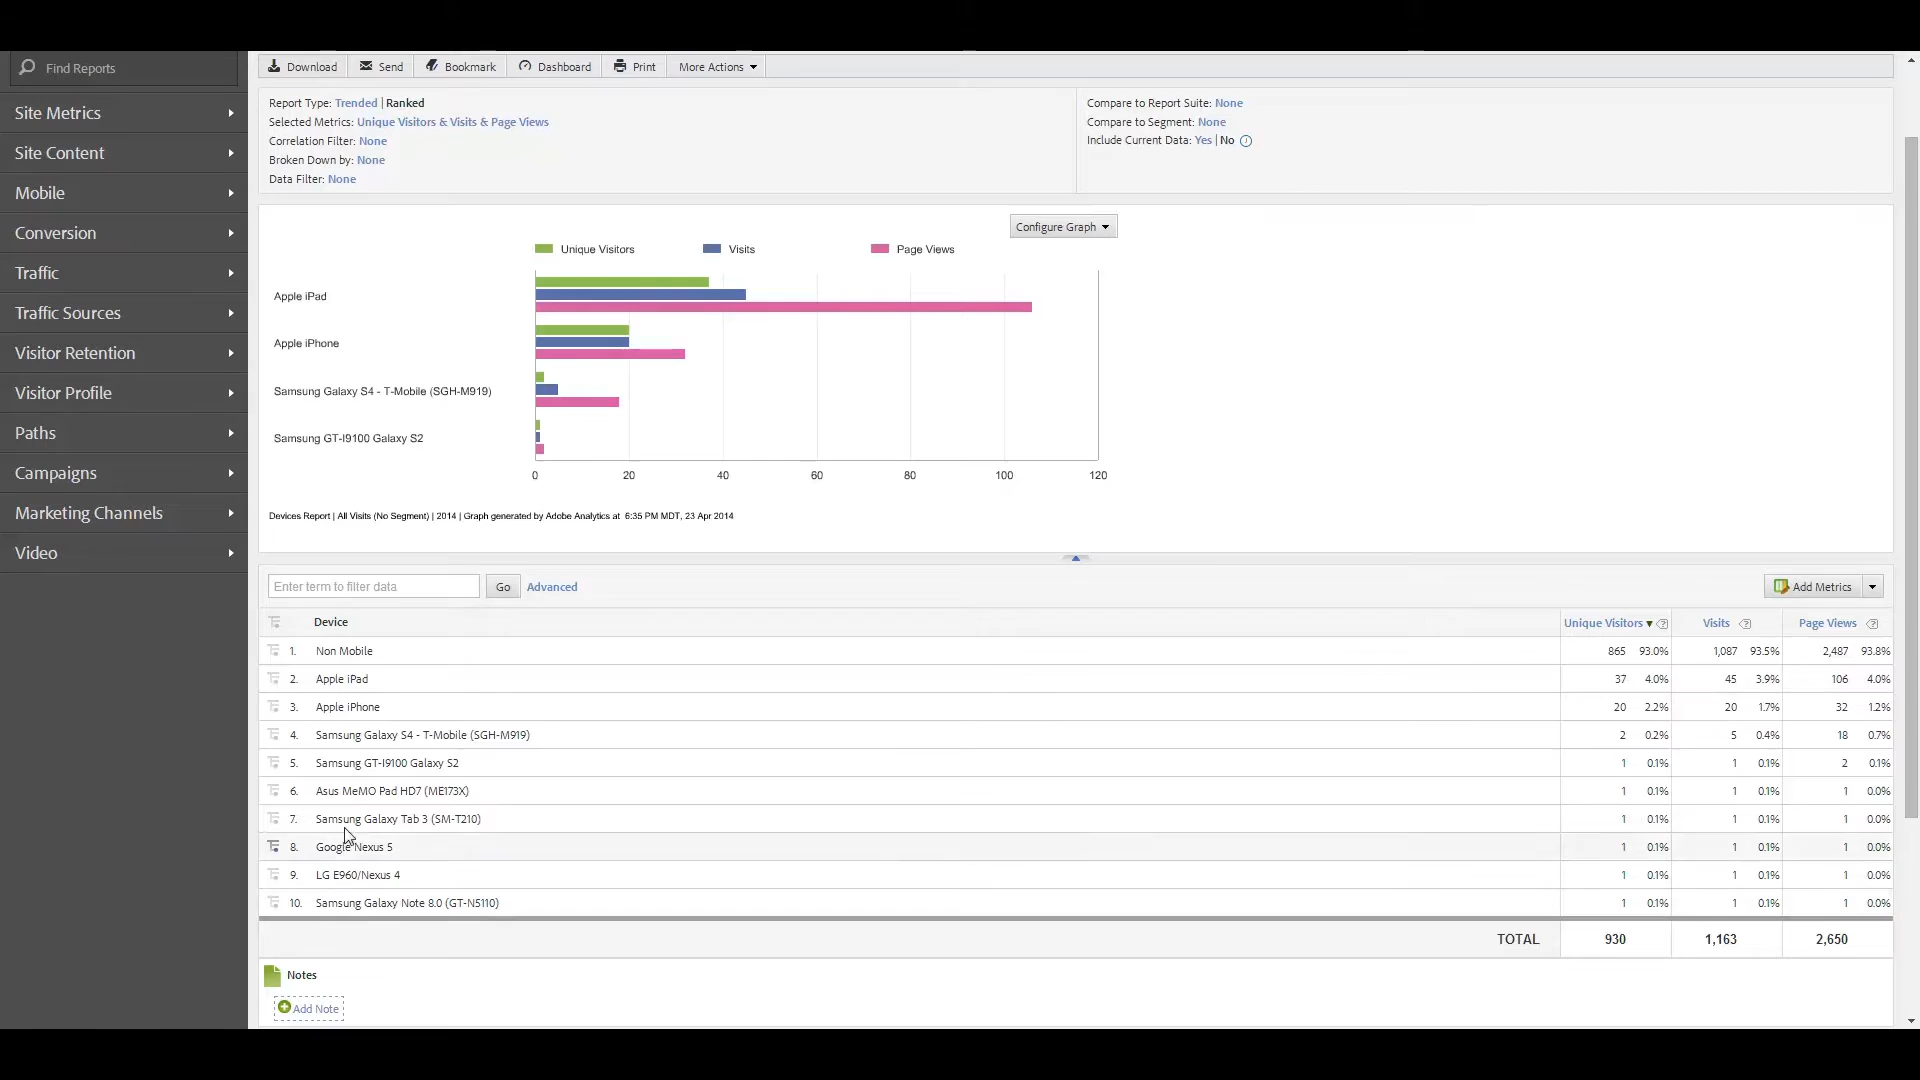 Find Reports
Download Send Bookmark Dashboard Print More Actions
Site Metrics
Site Content
Mobile
Conversion
Traffic
Traffic Sources
Visitor Retention
Visitor Profile
Paths
Campaigns
Marketing Channels
Video
Report Type: Trended | Ranked
Selected Metrics: Unique Visitors & Visits & Page Views
Correlation Filter: None
Broken Down by: None
Data Filter: None
Compare to Report Suite: None
Compare to Segment: None
Include Current Data: Yes | No
Configure Graph
Unique Visitors Visits Page Views
Apple iPad
Apple iPhone
Samsung Galaxy S4 - T-Mobile (SGH-M919)
Samsung GT-I9100 Galaxy S2
0 20 40 60 80 100 120
Devices Report | All Visits (No Segment) | 2014 | Graph generated by Adobe Analytics at 6:35 PM MDT, 23 Apr 2014
Enter term to filter data Go Advanced Add Metrics
Device Unique Visitors Visits Page Views
1. Non Mobile 865 93.0% 1,087 93.5% 2,487 93.8%
2. Apple iPad 37 4.0% 45 3.9% 106 4.0%
3. Apple iPhone 20 2.2% 20 1.7% 32 1.2%
4. Samsung Galaxy S4 - T-Mobile (SGH-M919) 2 0.2% 5 0.4% 18 0.7%
5. Samsung GT-I9100 Galaxy S2 1 0.1% 1 0.1% 2 0.1%
6. Asus MeMO Pad HD7 (ME173X) 1 0.1% 1 0.1% 1 0.0%
7. Samsung Galaxy Tab 3 (SM-T210) 1 0.1% 1 0.1% 1 0.0%
8. Google Nexus 5 1 0.1% 1 0.1% 1 0.0%
9. LG E960/Nexus 4 1 0.1% 1 0.1% 1 0.0%
10. Samsung Galaxy Note 8.0 (GT-N5110) 1 0.1% 1 0.1% 1 0.0%
TOTAL 930 1,163 2,650
Notes
Add Note